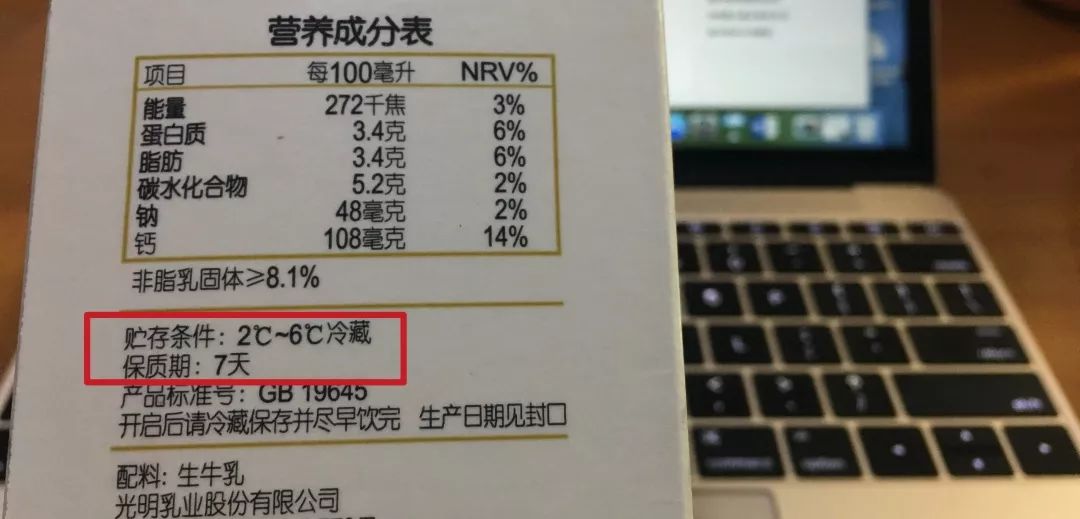 营养成分表
项目 每100毫升 NRV%
能量 272千焦 3%
蛋白质 3.4克 6%
脂肪 3.4克 6%
碳水化合物 5.2克 2%
钠 48毫克 2%
钙 108毫克 14%
非脂乳固体≥8.1%
贮存条件：2℃~6℃冷藏
保质期：7天
产品标准号：GB 19645
开启后请冷藏保存并尽早饮完 生产日期见封口
配料：生牛乳
光明乳业股份有限公司